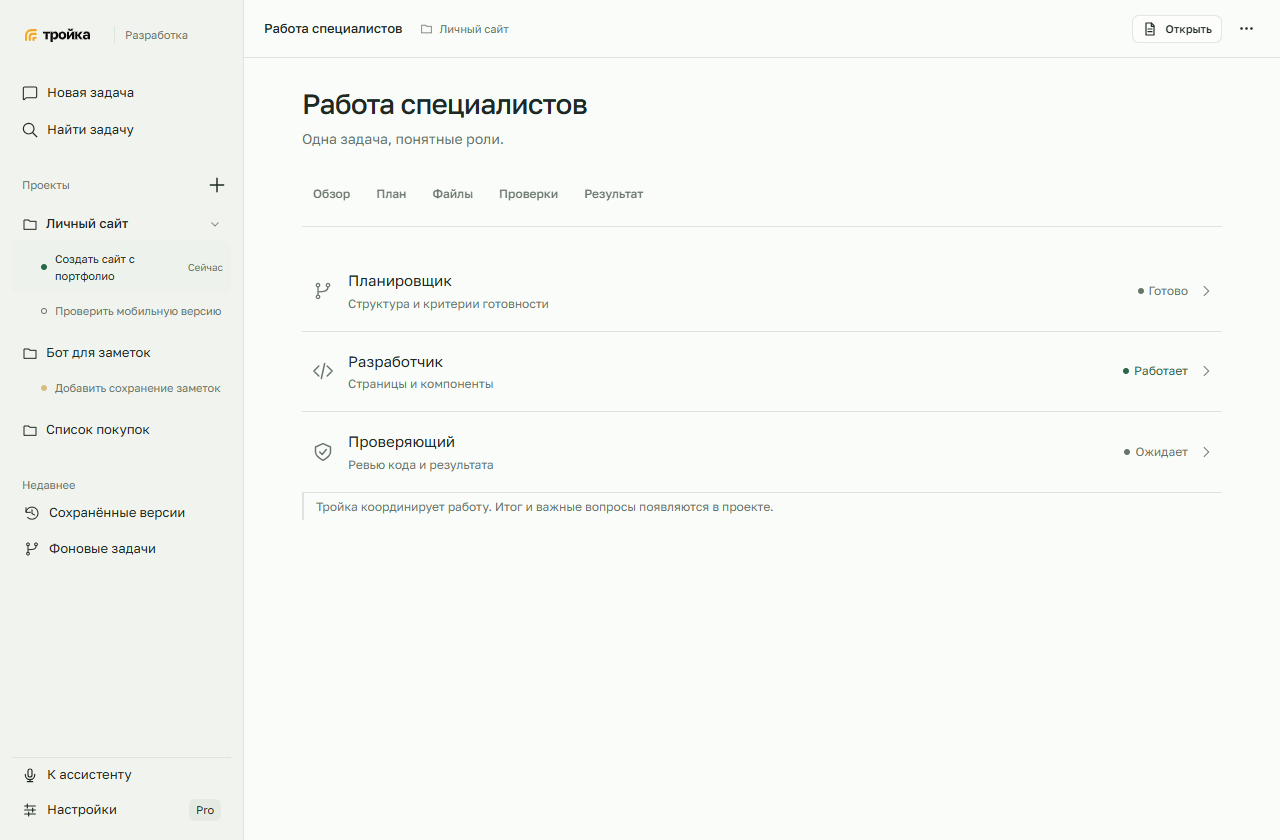 тройка
Разработка
Новая задача
Найти задачу
Проекты
Личный сайт
Создать сайт с
портфолио
Сейчас
Проверить мобильную версию
Бот для заметок
Добавить сохранение заметок
Список покупок
Недавнее
Сохранённые версии
Фоновые задачи
К ассистенту
Настройки
Pro
Работа специалистов
Личный сайт
Открыть
Работа специалистов
Одна задача, понятные роли.
Обзор План Файлы Проверки Результат
Планировщик
Структура и критерии готовности
Готово
Разработчик
Страницы и компоненты
Работает
Проверяющий
Ревью кода и результата
Ожидает
Тройка координирует работу. Итог и важные вопросы появляются в проекте.